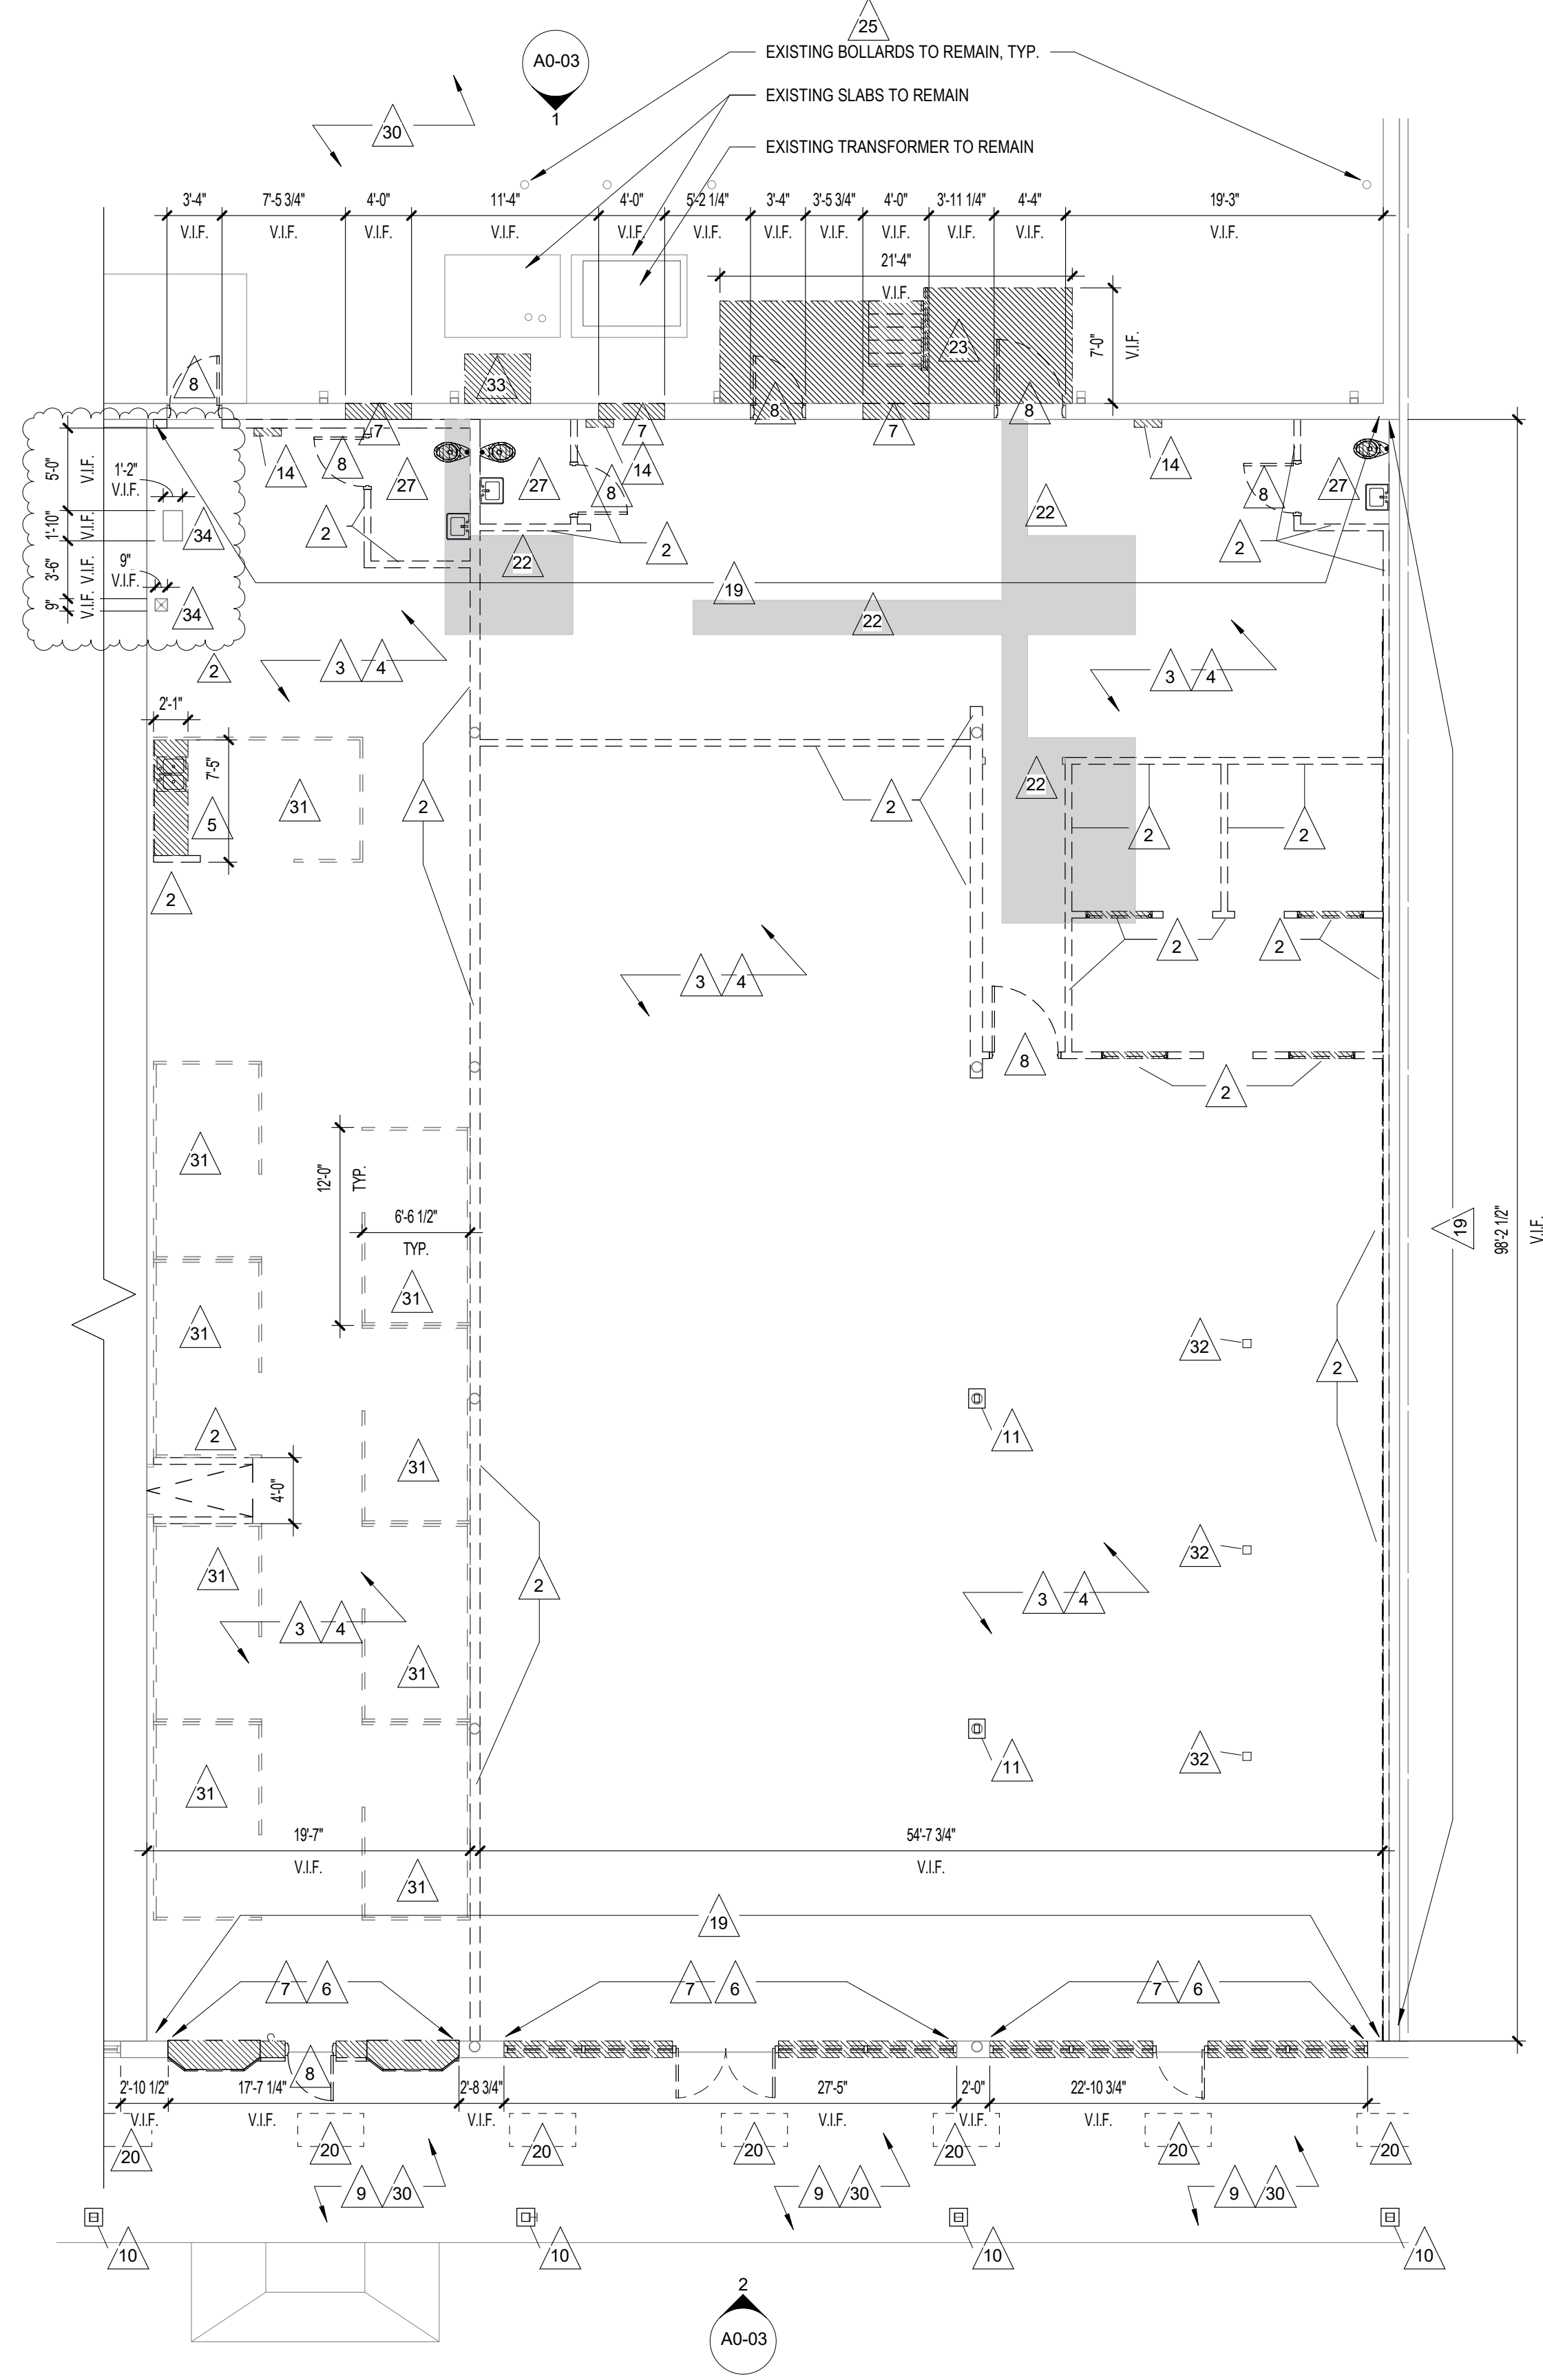 25
EXISTING BOLLARDS TO REMAIN, TYP.
A0-03
1
EXISTING SLABS TO REMAIN
30
EXISTING TRANSFORMER TO REMAIN
3'-4" 7'-5 3/4" 4'-0" 11'-4" 4'-0" 5'-2 1/4" 3'-4" 3'-5 3/4" 4'-0" 3'-11 1/4" 4'-4" 19'-3"
V.I.F. V.I.F. V.I.F. V.I.F. V.I.F. V.I.F. V.I.F. V.I.F. V.I.F. V.I.F. V.I.F. V.I.F.
21'-4"
V.I.F.
23
7'-0"
V.I.F.
8 33 8 8
7 7 7
5'-0"
V.I.F.
1'-2"
V.I.F.
14 8 27 27 8 14 14 8 27
1'-10"
V.I.F.
34 2 22 2 22 2
3'-6"
V.I.F.
9"
V.I.F.
9"
V.I.F.
34 19 22
2
3 4 3 4
2'-1"
7'-5"
5 31 2 2 22 2 2
2
2 2
3 4
8
2
31
12'-0"
TYP.
6'-6 1/2"
TYP.
31
19
98'-2 1/2"
V.I.F.
31
32
2
2
11
31
4'-0"
31
32
2
3 4 3 4
31
11
32
31
19'-7" 54'-7 3/4"
V.I.F. V.I.F.
31
19
7 6 7 6 7 6
8
2'-10 1/2" 17'-7 1/4" 2'-8 3/4" 27'-5" 2'-0" 22'-10 3/4"
V.I.F. V.I.F. V.I.F. V.I.F. V.I.F. V.I.F.
20 20 20 20 20 20 20
9 30 9 30 9 30
10 10 10 10
2
A0-03